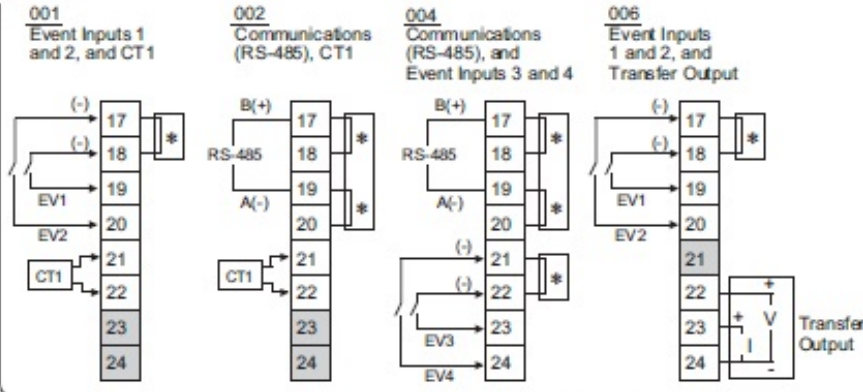 001
Event Inputs 1
and 2, and CT1
(-)
17
*
(-)
18
19
EV1
20
EV2
21
CT1
22
23
24
002
Communications
(RS-485), CT1
B(+)
17
*
18
RS-485
19
A(-)
*
20
21
CT1
22
23
24
004
Communications
(RS-485), and
Event Inputs 3 and 4
B(+)
17
*
18
RS-485
19
A(-)
*
20
(-)
21
*
(-)
22
23
EV3
24
EV4
006
Event Inputs
1 and 2, and
Transfer Output
(-)
17
*
(-)
18
19
EV1
20
EV2
21
22
+
23
+
V
I
24
-
Transfer
Output